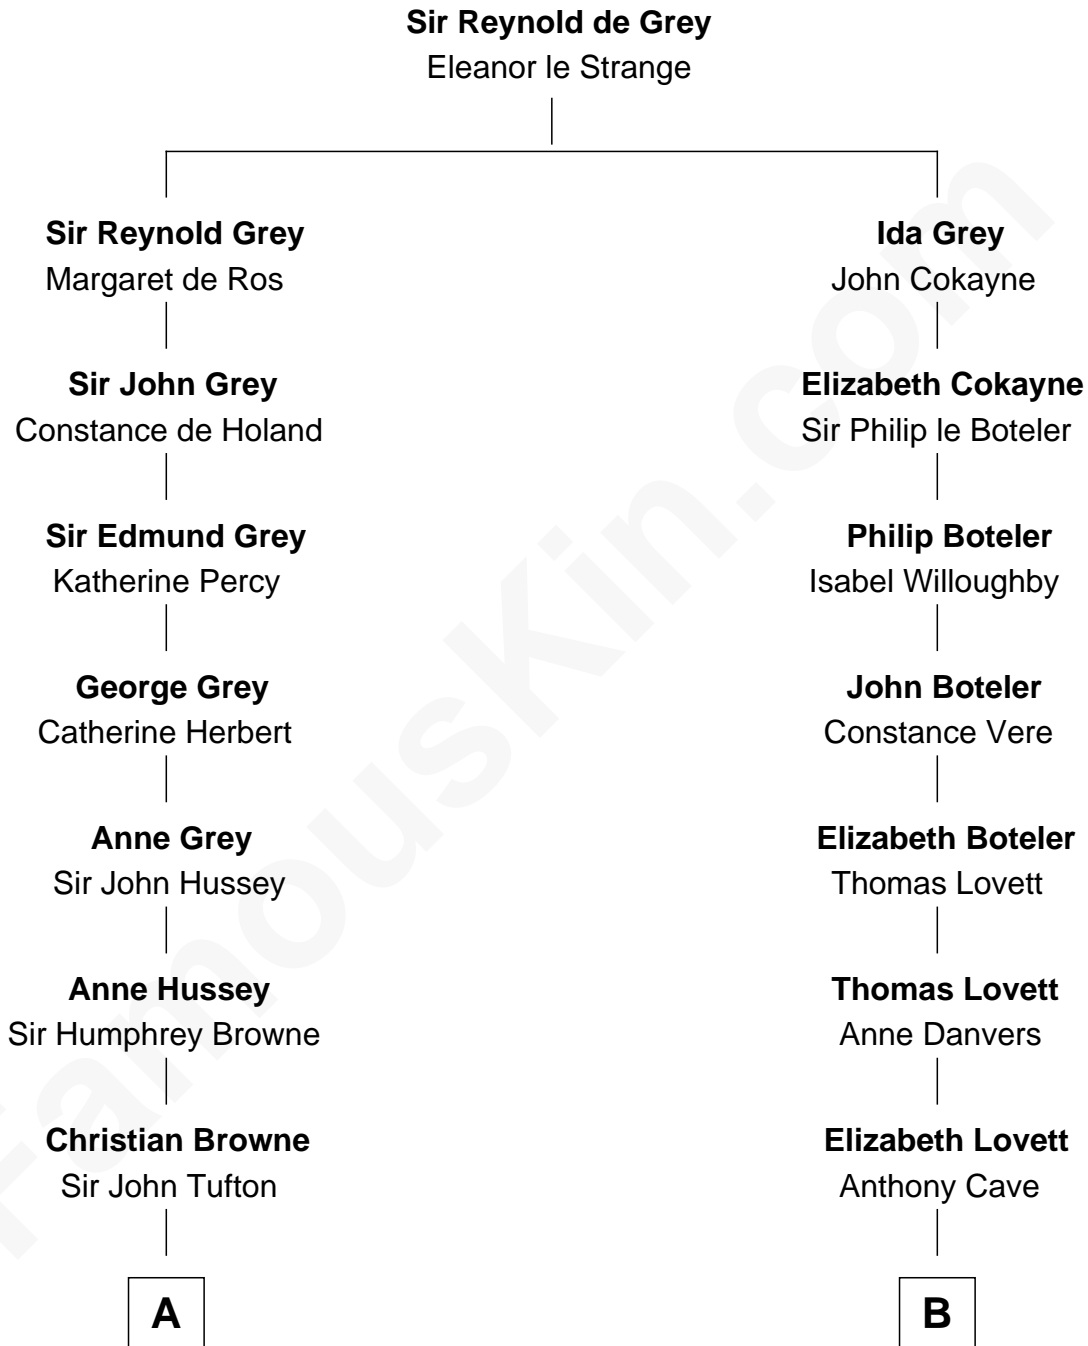 Sir Reynold de Grey
Eleanor le Strange
Sir Reynold Grey
Margaret de Ros
Ida Grey
John Cokayne
Sir John Grey
Constance de Holand
Elizabeth Cokayne
Sir Philip le Boteler
Sir Edmund Grey
Katherine Percy
Philip Boteler
Isabel Willoughby
George Grey
Catherine Herbert
John Boteler
Constance Vere
Anne Grey
Sir John Hussey
Elizabeth Boteler
Thomas Lovett
Anne Hussey
Sir Humphrey Browne
Thomas Lovett
Anne Danvers
Christian Browne
Sir John Tufton
Elizabeth Lovett
Anthony Cave
A
B
FamousKin.com